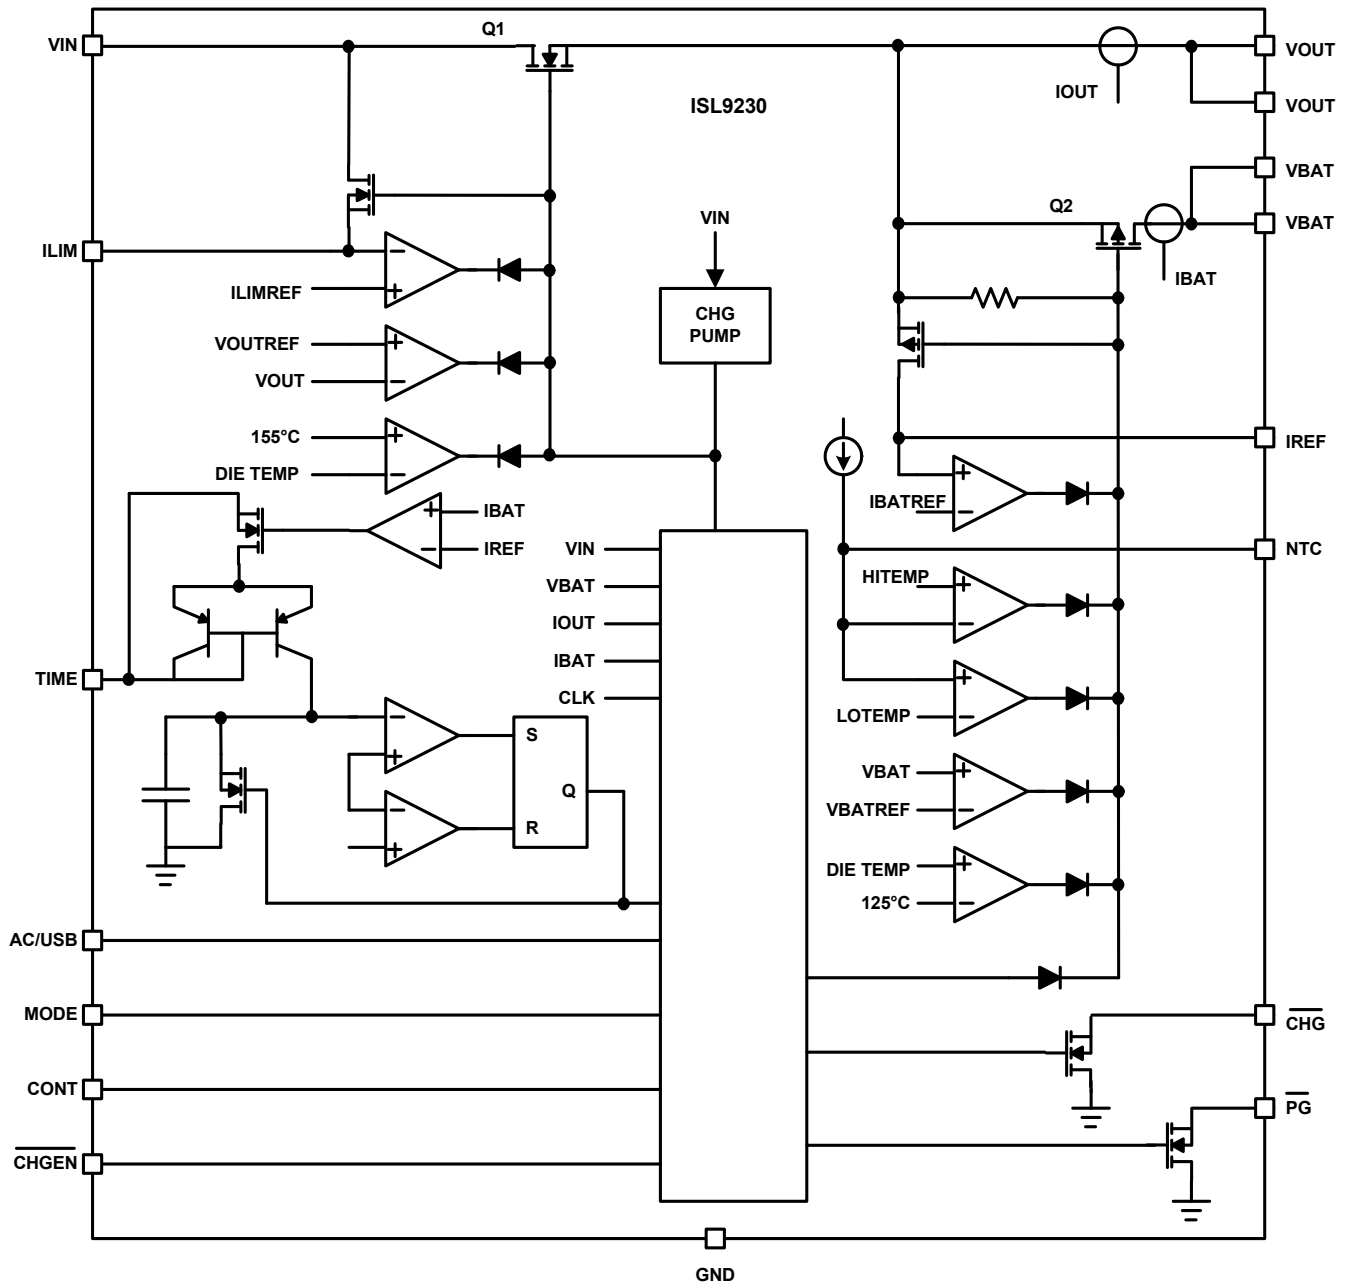 Q1
VIN
VOUT
ISL9230
IOUT
VOUT
VBAT
Q2
VIN
VBAT
ILIM
IBAT
ILIMREF
−
+
CHG
PUMP
VOUTREF
+
VOUT
−
155°C
+
DIE TEMP
−
IREF
+
IBATREF
−
IBAT
+
IREF
−
VIN
NTC
VBAT
HITEMP
+
IOUT
−
IBAT
TIME
+
CLK
LOTEMP
−
−
+
S
VBAT
+
Q
VBATREF
−
−
+
R
DIE TEMP
+
125°C
−
AC/USB
MODE
CHG
CONT
PG
CHGEN
GND